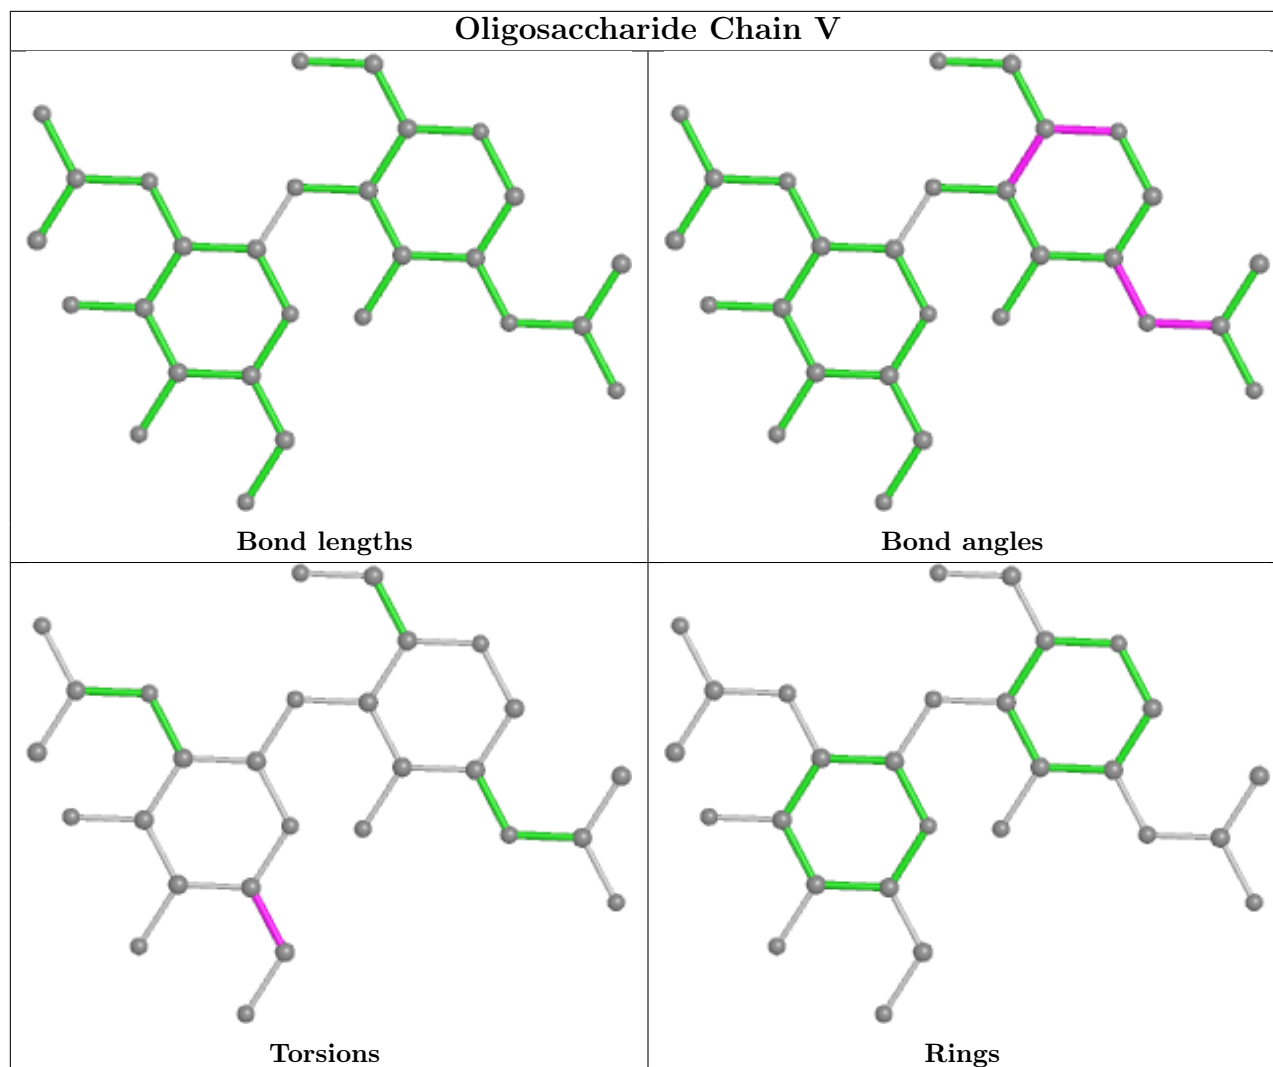 Oligosaccharide Chain V
Bond lengths
Bond angles
Torsions
Rings